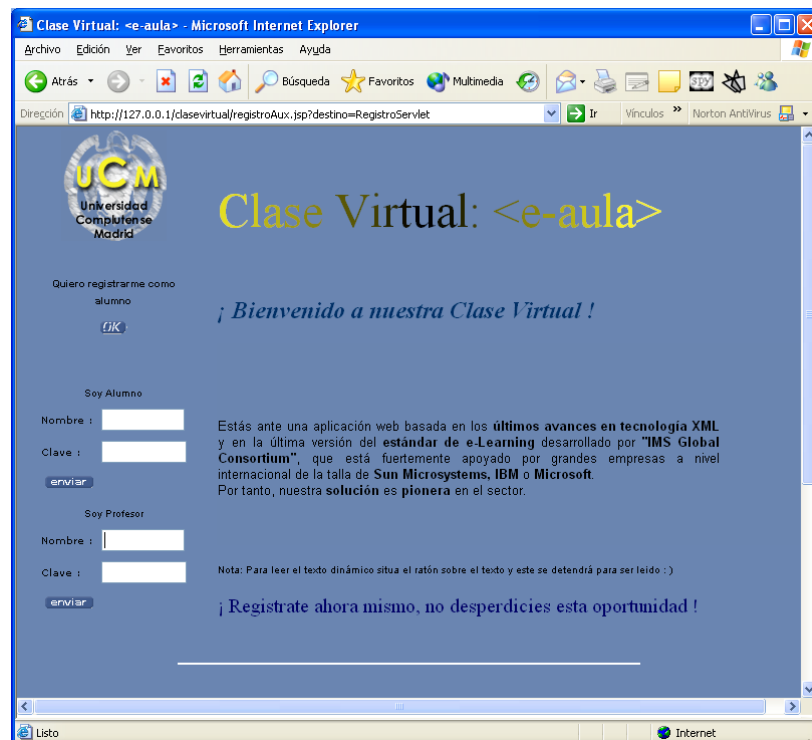 Clase Virtual: <e-aula> - Microsoft Internet Explorer
Archivo Edición Ver Favoritos Herramientas Ayuda
Atrás Búsqueda Favoritos Multimedia
Dirección http://127.0.0.1/clasevirtual/registroAux.jsp?destino=RegistroServlet Ir Vínculos » Norton AntiVirus
UCM
Universidad
Complutense
Madrid
Clase Virtual: <e-aula>
Quiero registrarme como
alumno
OK
¡ Bienvenido a nuestra Clase Virtual !
Soy Alumno
Nombre :
Clave :
enviar
Estás ante una aplicación web basada en los últimos avances en tecnología XML
y en la última versión del estándar de e-Learning desarrollado por "IMS Global
Consortium", que está fuertemente apoyado por grandes empresas a nivel
internacional de la talla de Sun Microsystems, IBM o Microsoft.
Por tanto, nuestra solución es pionera en el sector.
Soy Profesor
Nombre :
Clave :
enviar
Nota: Para leer el texto dinámico situa el ratón sobre el texto y este se detendrá para ser leido : )
¡ Registrate ahora mismo, no desperdicies esta oportunidad !
Listo Internet